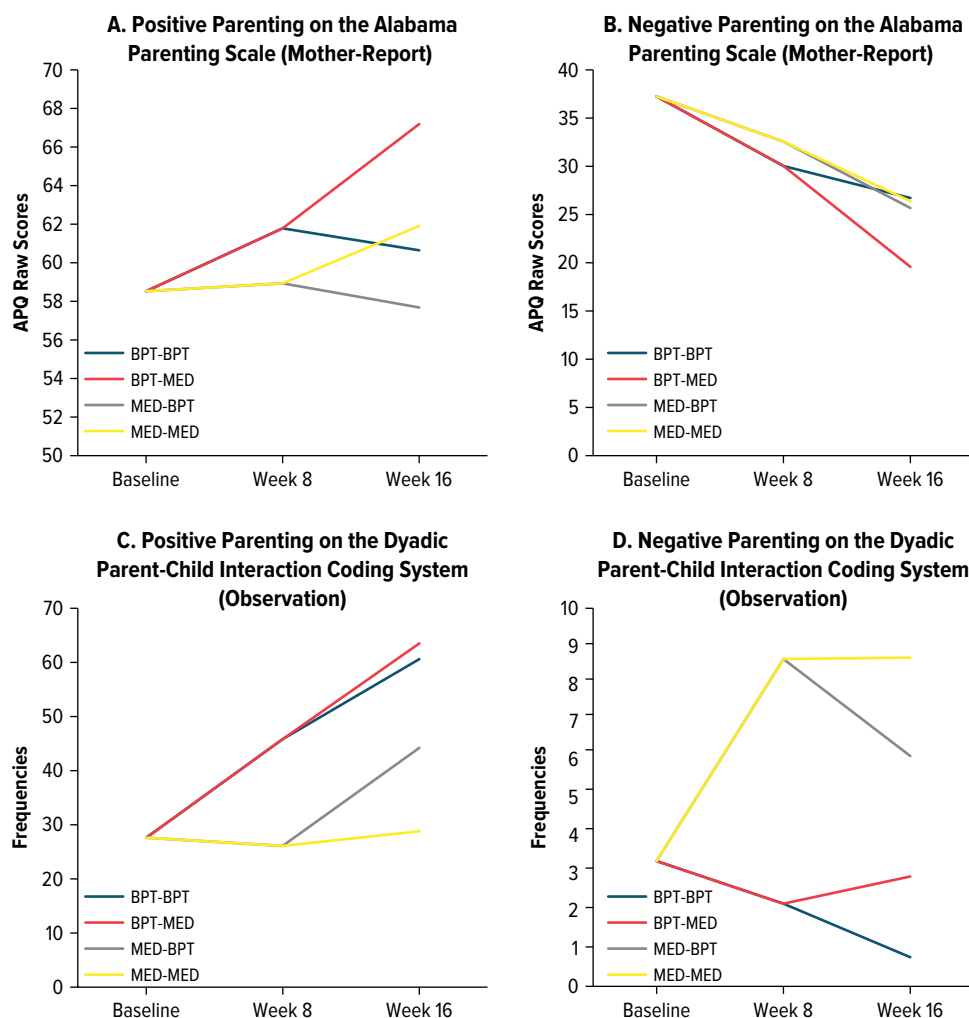 A. Positive Parenting on the Alabama
Parenting Scale (Mother-Report)
70
68
66
64
62
60
58
56
54
52
50
APQ Raw Scores
BPT-BPT
BPT-MED
MED-BPT
MED-MED
Baseline
Week 8
Week 16
B. Negative Parenting on the Alabama
Parenting Scale (Mother-Report)
40
35
30
25
20
15
10
5
0
APQ Raw Scores
BPT-BPT
BPT-MED
MED-BPT
MED-MED
Baseline
Week 8
Week 16
C. Positive Parenting on the Dyadic
Parent-Child Interaction Coding System
(Observation)
70
60
50
40
30
20
10
0
Frequencies
BPT-BPT
BPT-MED
MED-BPT
MED-MED
Baseline
Week 8
Week 16
D. Negative Parenting on the Dyadic
Parent-Child Interaction Coding System
(Observation)
10
9
8
7
6
5
4
3
2
1
0
Frequencies
BPT-BPT
BPT-MED
MED-BPT
MED-MED
Baseline
Week 8
Week 16